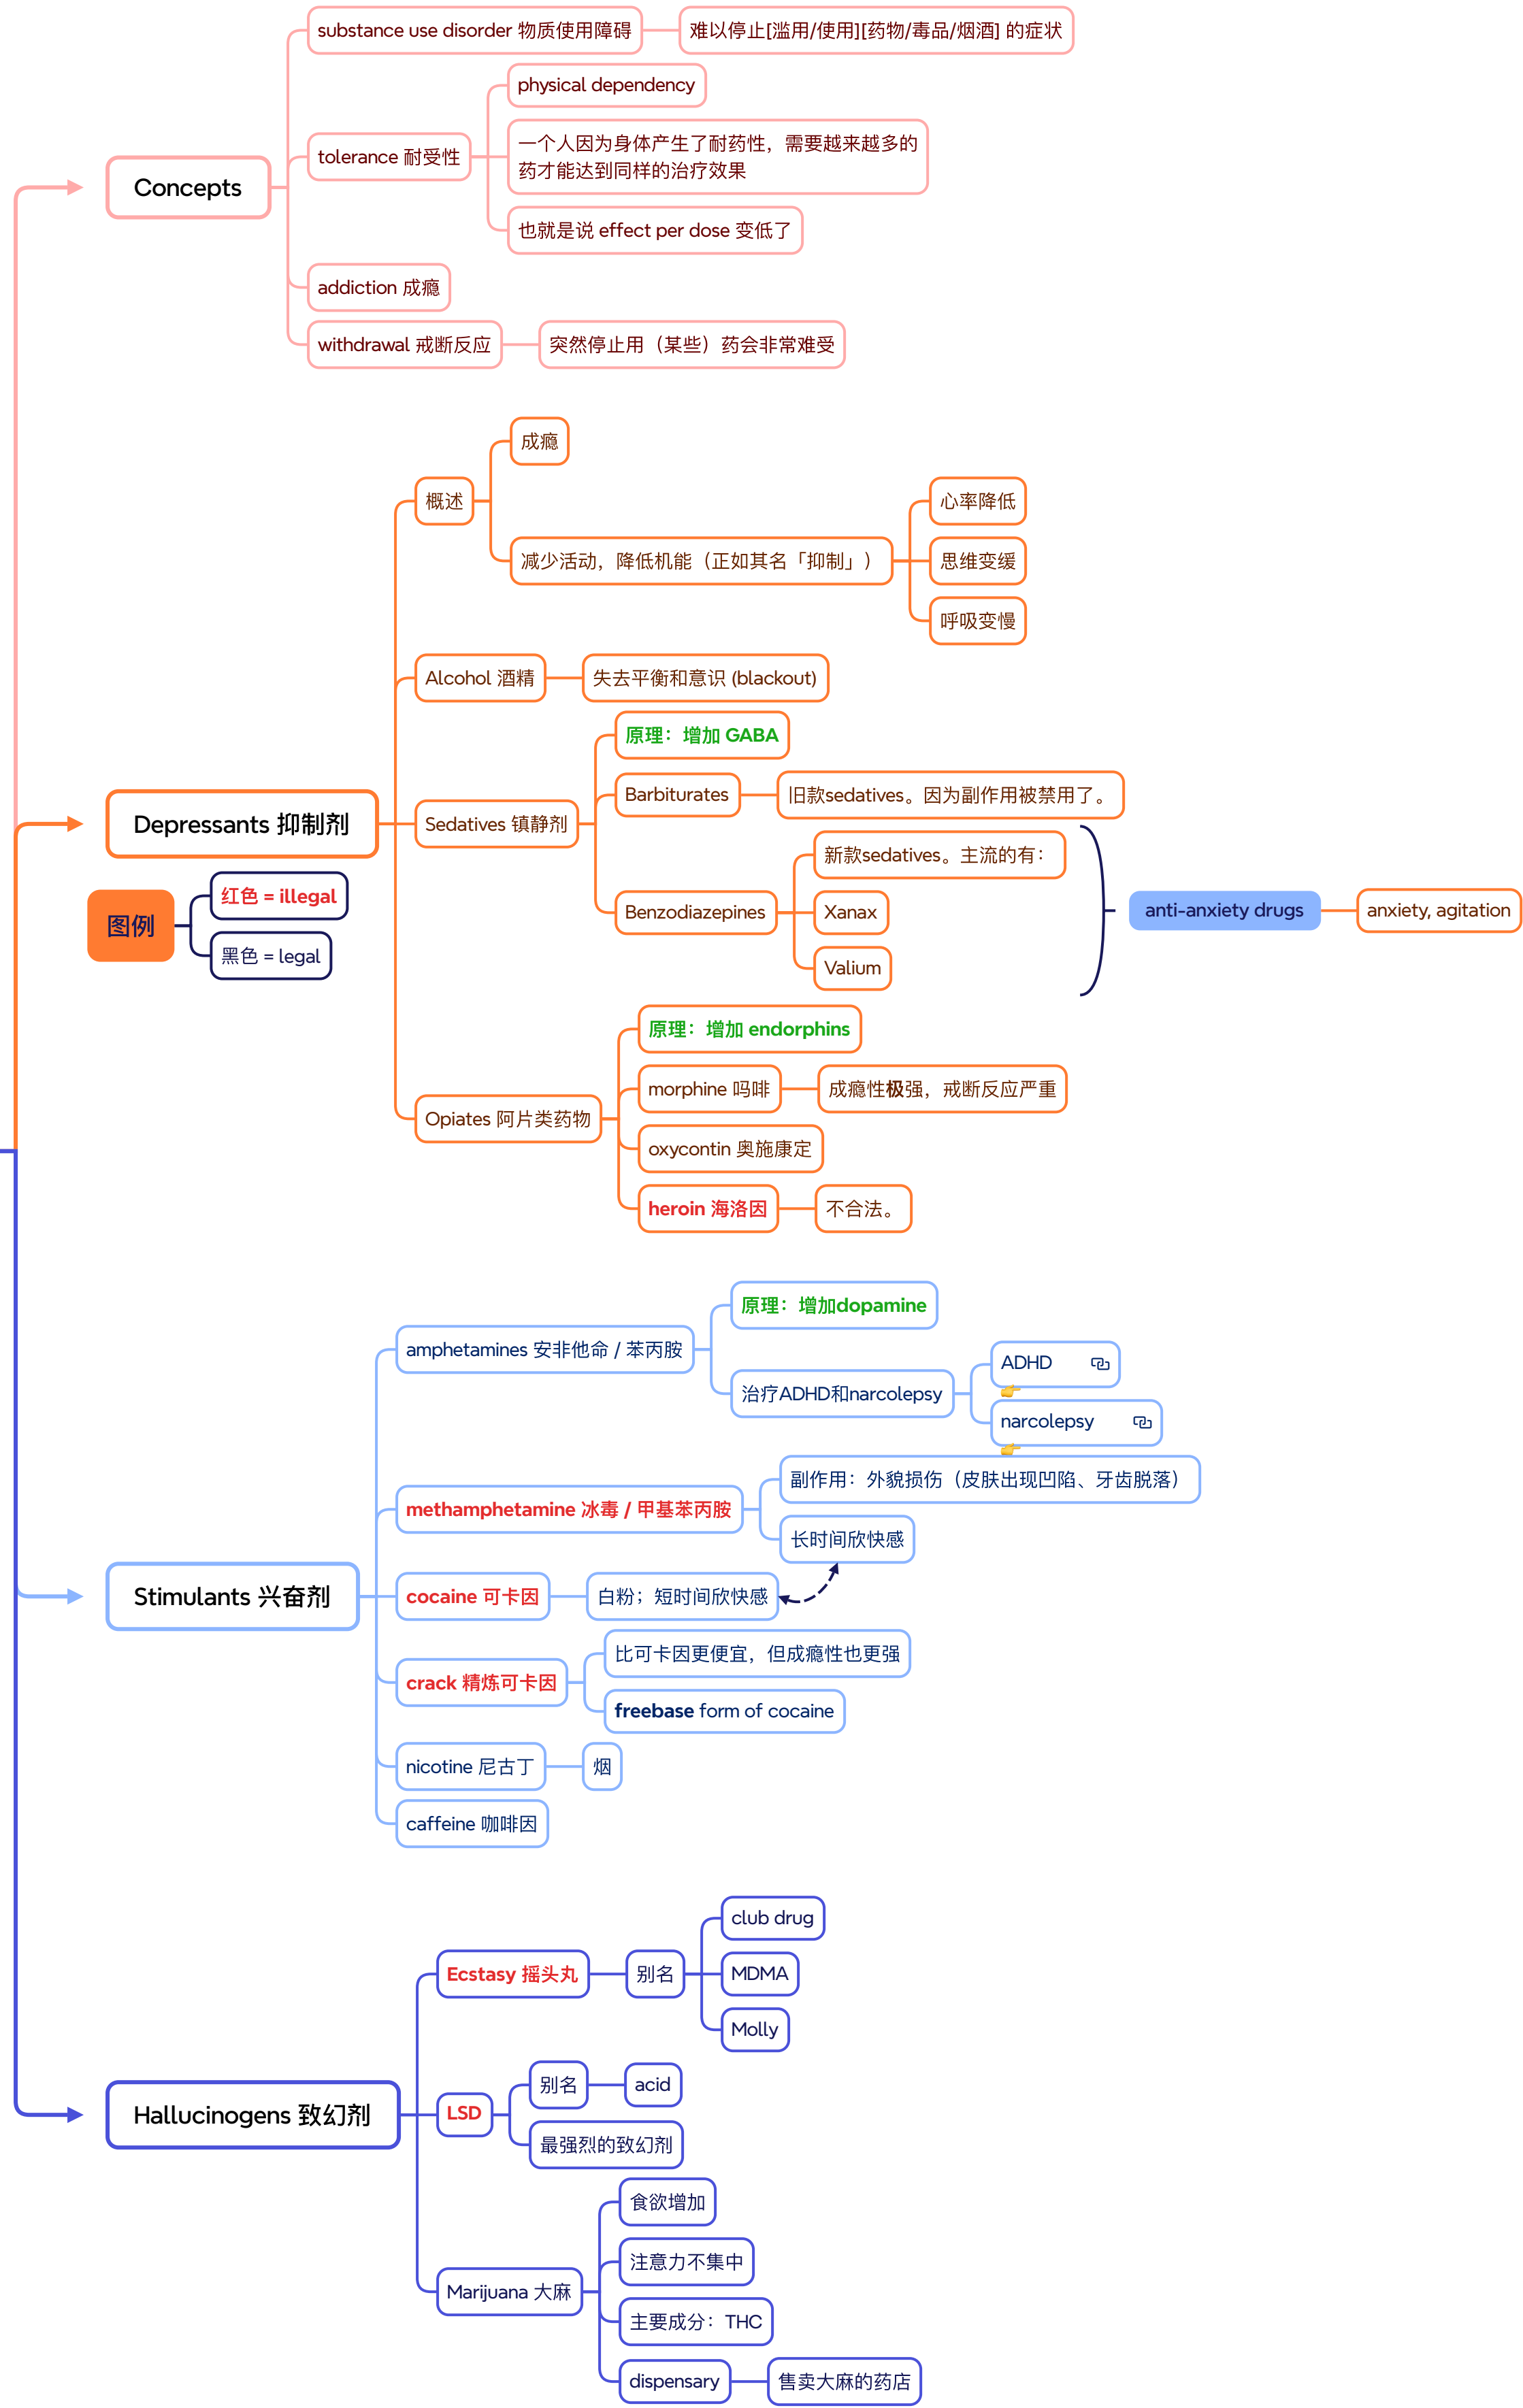 Concepts
substance use disorder 物质使用障碍
难以停止[滥用/使用][药物/毒品/烟酒] 的症状
tolerance 耐受性
physical dependency
一个人因为身体产生了耐药性，需要越来越多的
药才能达到同样的治疗效果
也就是说 effect per dose 变低了
addiction 成瘾
withdrawal 戒断反应
突然停止用（某些）药会非常难受
Depressants 抑制剂
概述
成瘾
减少活动，降低机能（正如其名「抑制」）
心率降低
思维变缓
呼吸变慢
Alcohol 酒精
失去平衡和意识 (blackout)
Sedatives 镇静剂
原理：增加 GABA
Barbiturates
旧款sedatives。因为副作用被禁用了。
Benzodiazepines
新款sedatives。主流的有：
Xanax
Valium
anti-anxiety drugs
anxiety, agitation
Opiates 阿片类药物
原理：增加 endorphins
morphine 吗啡
成瘾性极强，戒断反应严重
oxycontin 奥施康定
heroin 海洛因
不合法。
图例
红色 = illegal
黑色 = legal
Stimulants 兴奋剂
amphetamines 安非他命 / 苯丙胺
原理：增加dopamine
治疗ADHD和narcolepsy
ADHD
narcolepsy
methamphetamine 冰毒 / 甲基苯丙胺
副作用：外貌损伤（皮肤出现凹陷、牙齿脱落）
长时间欣快感
cocaine 可卡因
白粉；短时间欣快感
crack 精炼可卡因
比可卡因更便宜，但成瘾性也更强
freebase form of cocaine
nicotine 尼古丁
烟
caffeine 咖啡因
Hallucinogens 致幻剂
Ecstasy 摇头丸
别名
club drug
MDMA
Molly
LSD
别名
acid
最强烈的致幻剂
Marijuana 大麻
食欲增加
注意力不集中
主要成分：THC
dispensary
售卖大麻的药店